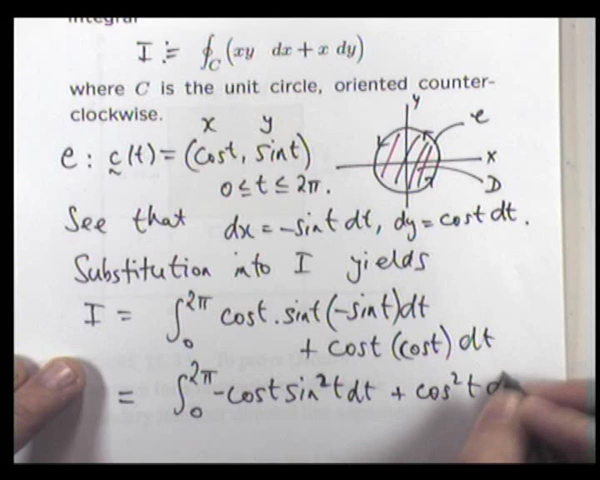 integral
I := ∮_C (xy dx + x dy)
where C is the unit circle, oriented counter-
clockwise.
x y
C : c(t) = (cost, sint)
0 ≤ t ≤ 2π.
y
C
x
D
See that dx = -sint dt, dy = cost dt.
Substitution into I yields
I = ∫_0^{2π} cost . sint (-sint) dt
+ cost (cost) dt
= ∫_0^{2π} -cost sin²t dt + cos²t d